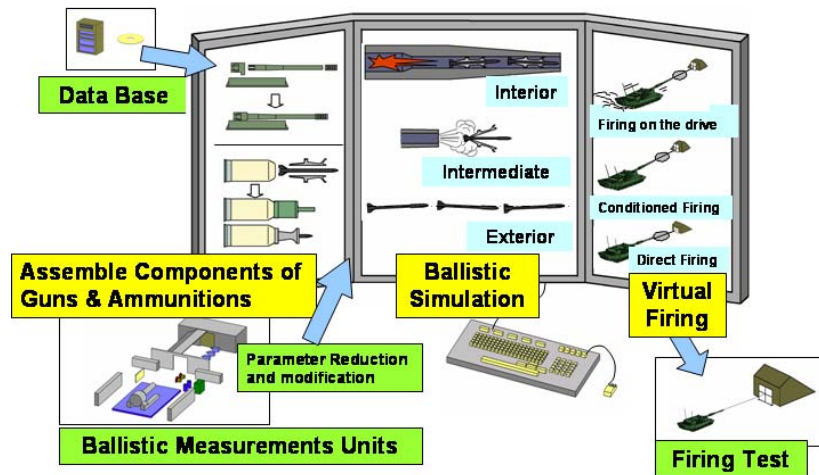 Data Base
Interior
Intermediate
Exterior
Firing on the drive
Conditioned Firing
Direct Firing
Assemble Components of
Guns & Ammunitions
Ballistic
Simulation
Virtual
Firing
Parameter Reduction
and modification
Ballistic Measurements Units
Firing Test